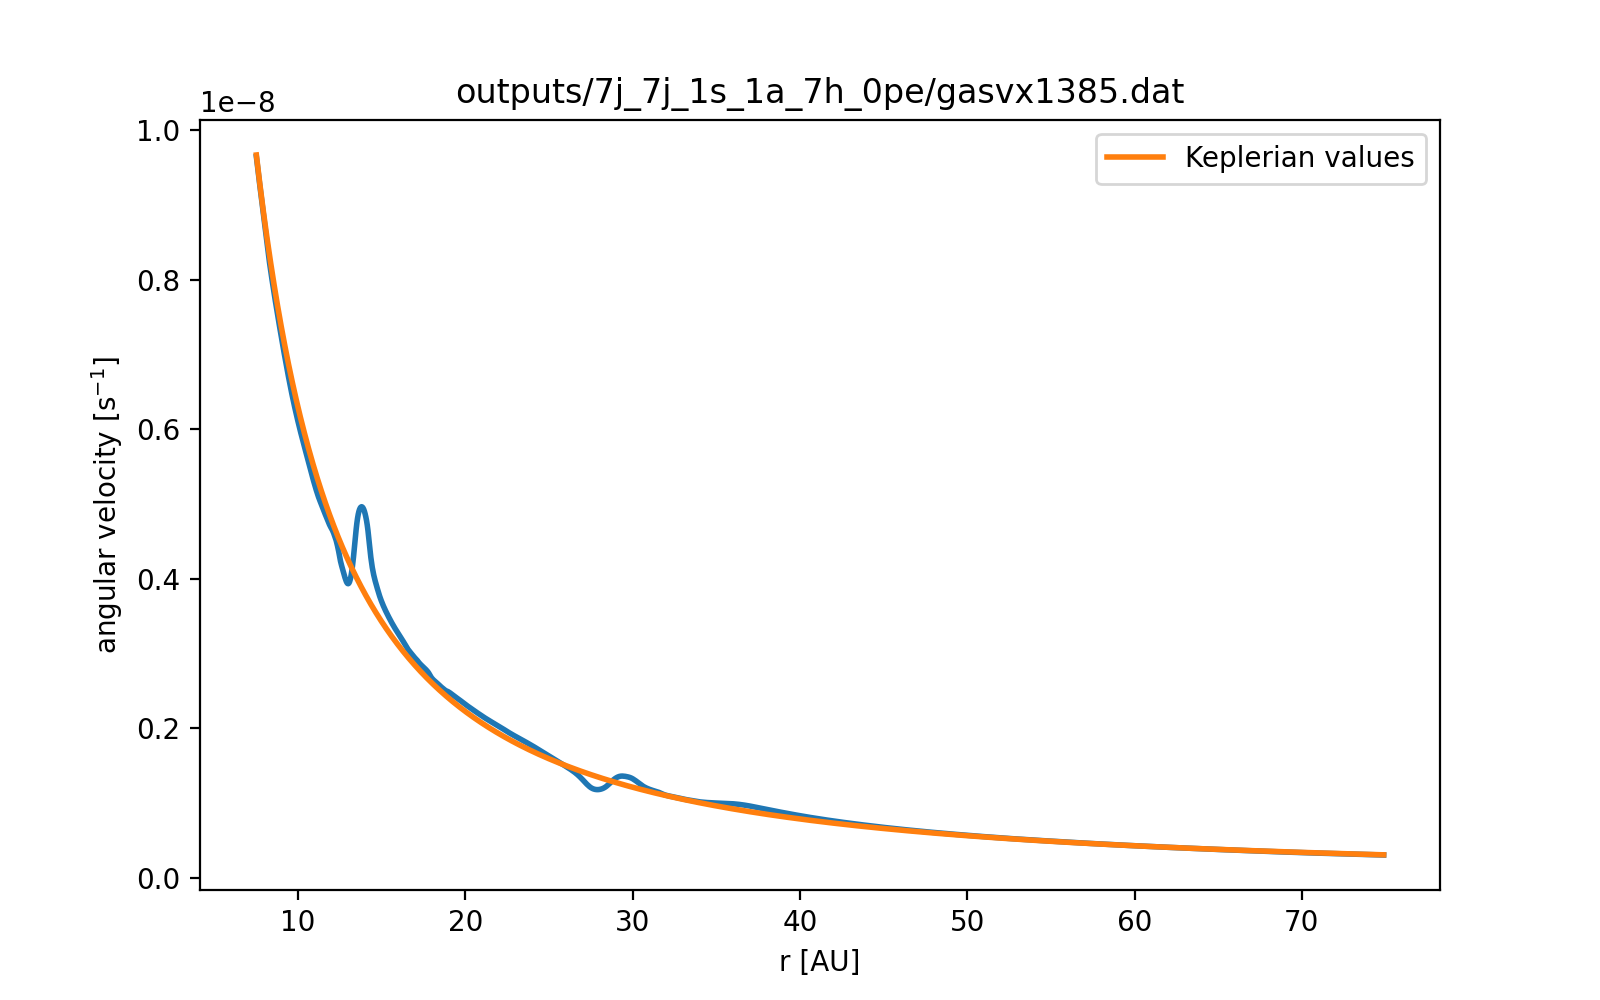 outputs/7j_7j_1s_1a_7h_0pe/gasvx1385.dat
1e−8
Keplerian values
1.0
0.8
0.6
0.4
0.2
0.0
angular velocity [s⁻¹]
10 20 30 40 50 60 70
r [AU]